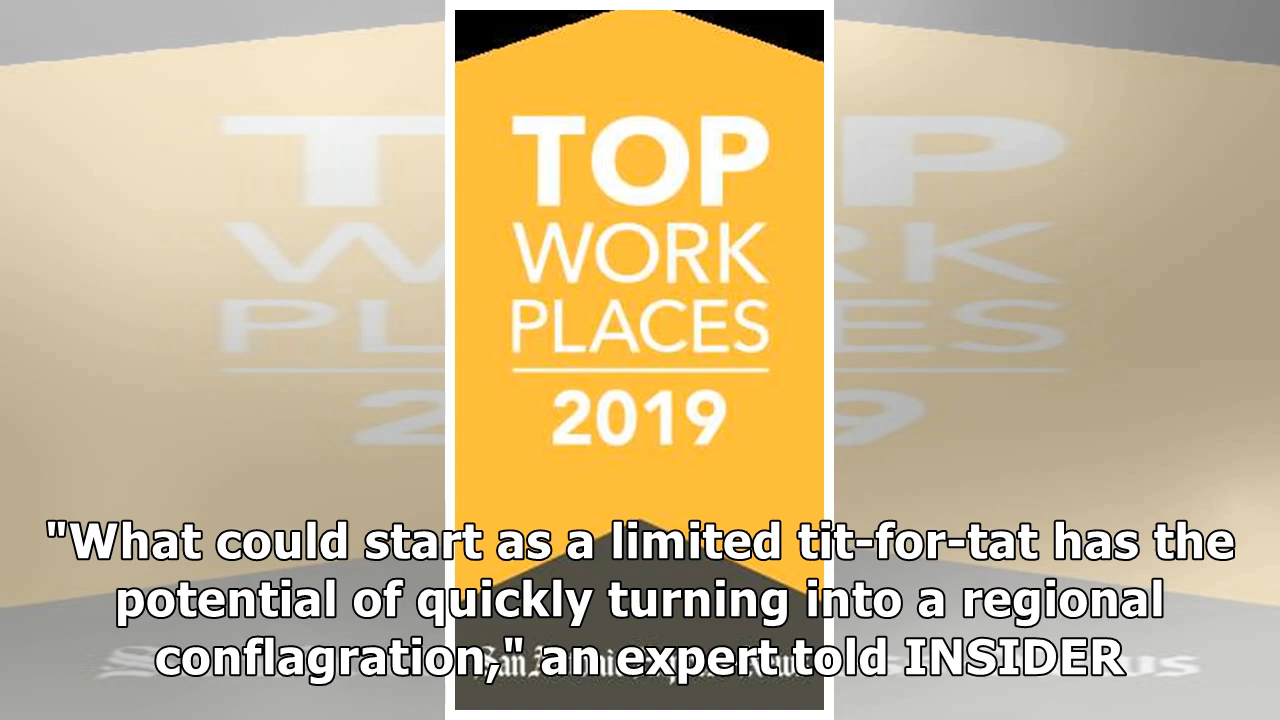 TOP
WORK
PLACES
2019
"What could start as a limited tit-for-tat has the
potential of quickly turning into a regional
conflagration," an expert told INSIDER